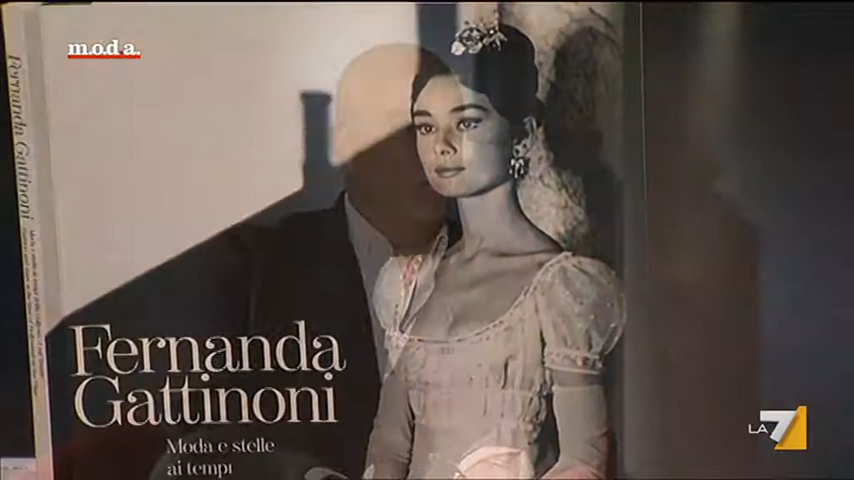 m.o.d.a.
Fernanda Gattinoni
Fernanda
Gattinoni
Moda e stelle
ai tempi
LA7